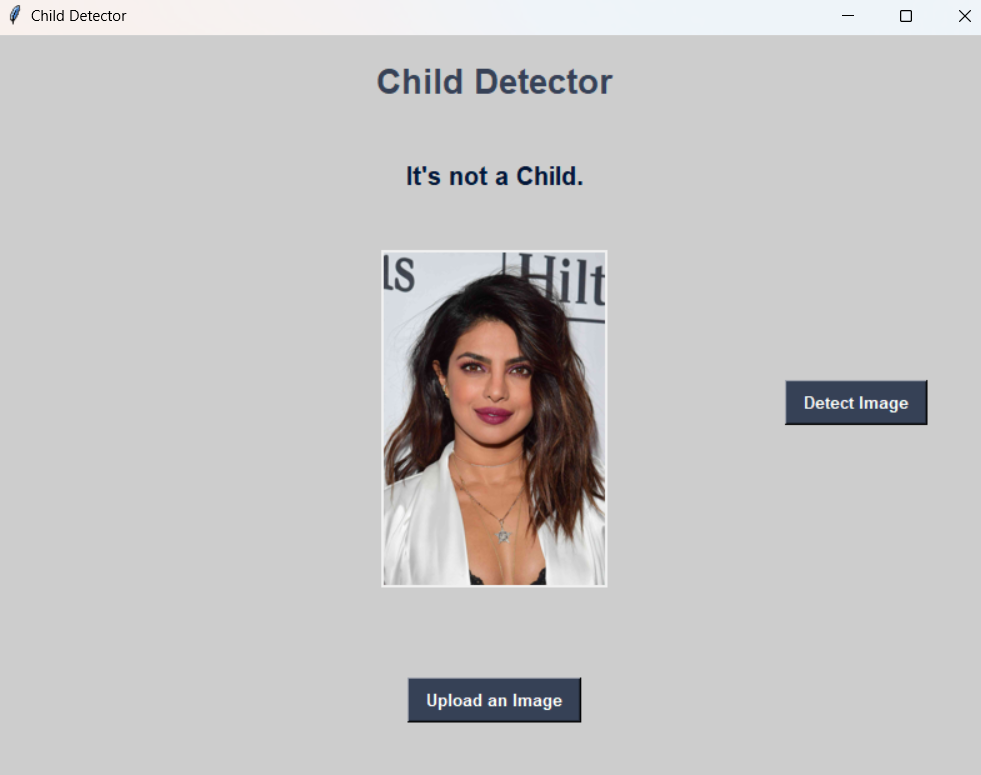 Child Detector
Child Detector
It's not a Child.
ls Hilt
Detect Image
Upload an Image